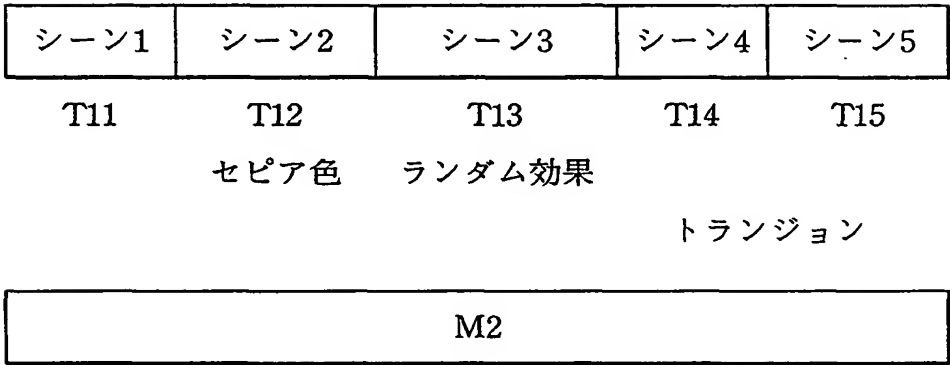 シーン1 シーン2 シーン3 シーン4 シーン5
T11 T12 T13 T14 T15
セピア色 ランダム効果
トランジョン
M2